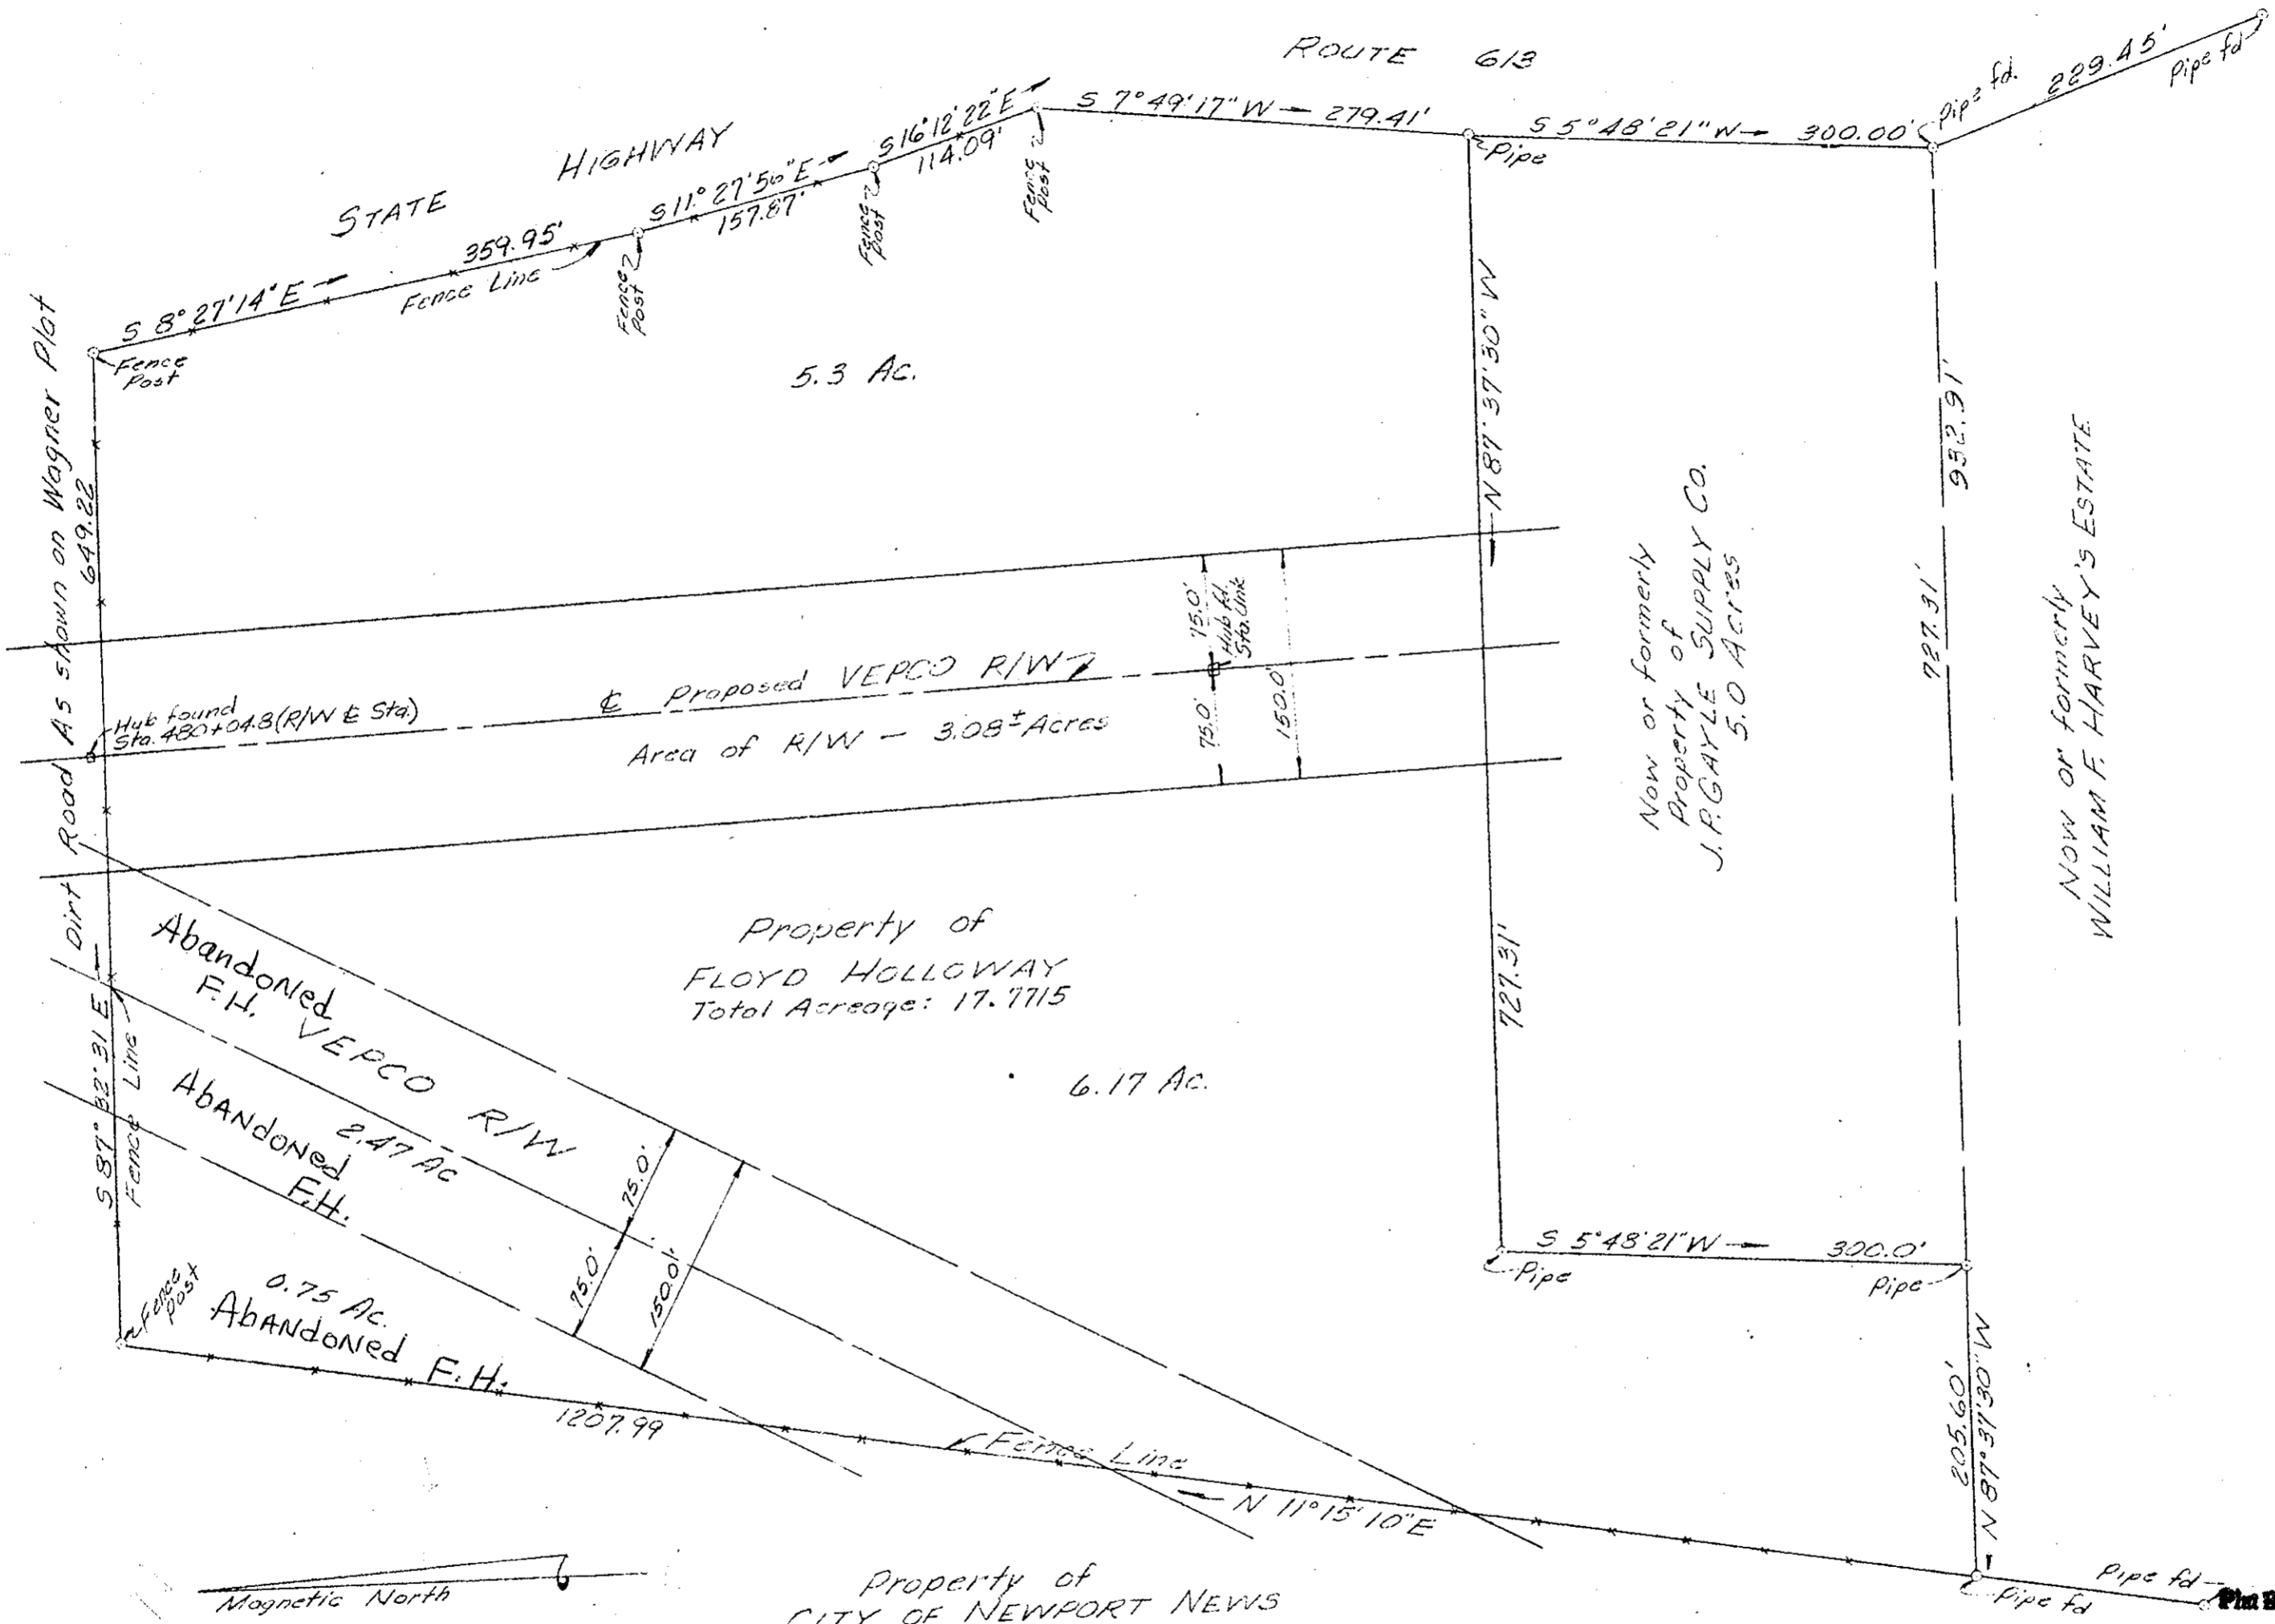 ROUTE 613
STATE HIGHWAY
S 8° 27' 14" E
359.95'
Fence Line
S 11° 27' 50" E
157.87'
S 16° 12' 22" E
114.09'
S 7° 49' 17" W 279.41'
S 5° 48' 21" W 300.00'
Pipe fd.
229.45'
Pipe fd
Fence
Post
Fence
Post
Fence
Post
Fence
Post
Pipe
5.3 Ac.
Dirt Road As shown on Wagner Plat
649.22
S 87° 32' 31 E
Fence Line
N 87° 37' 30" W
727.31'
932.91'
727.31'
Now or formerly
Property of
J. P. GAYLE SUPPLY CO.
5.0 Acres
Now or formerly
WILLIAM F. HARVEY'S ESTATE
75.0'
75.0'
150.0'
Hub fd.
Sta. Unk
Hub found
Sta. 480+04.8 (R/W ℄ Sta.)
℄ Proposed VEPCO R/W
Area of R/W - 3.08± Acres
Property of
FLOYD HOLLOWAY
Total Acreage: 17.7715
6.17 Ac.
Abandoned
F.H.
VEPCO R/W
AbANdoNed
F.H.
2.47 Ac
75.0'
75.0'
150.0'
0.75 Ac.
AbANdoNed F.H.
Fence
Post
1207.99
Fence Line
N 11° 15' 10" E
S 5° 48' 21" W 300.0'
Pipe
Pipe
205.60'
N 87° 37' 30" W
Pipe fd
Pipe fd
Magnetic North
Property of
CITY OF NEWPORT NEWS